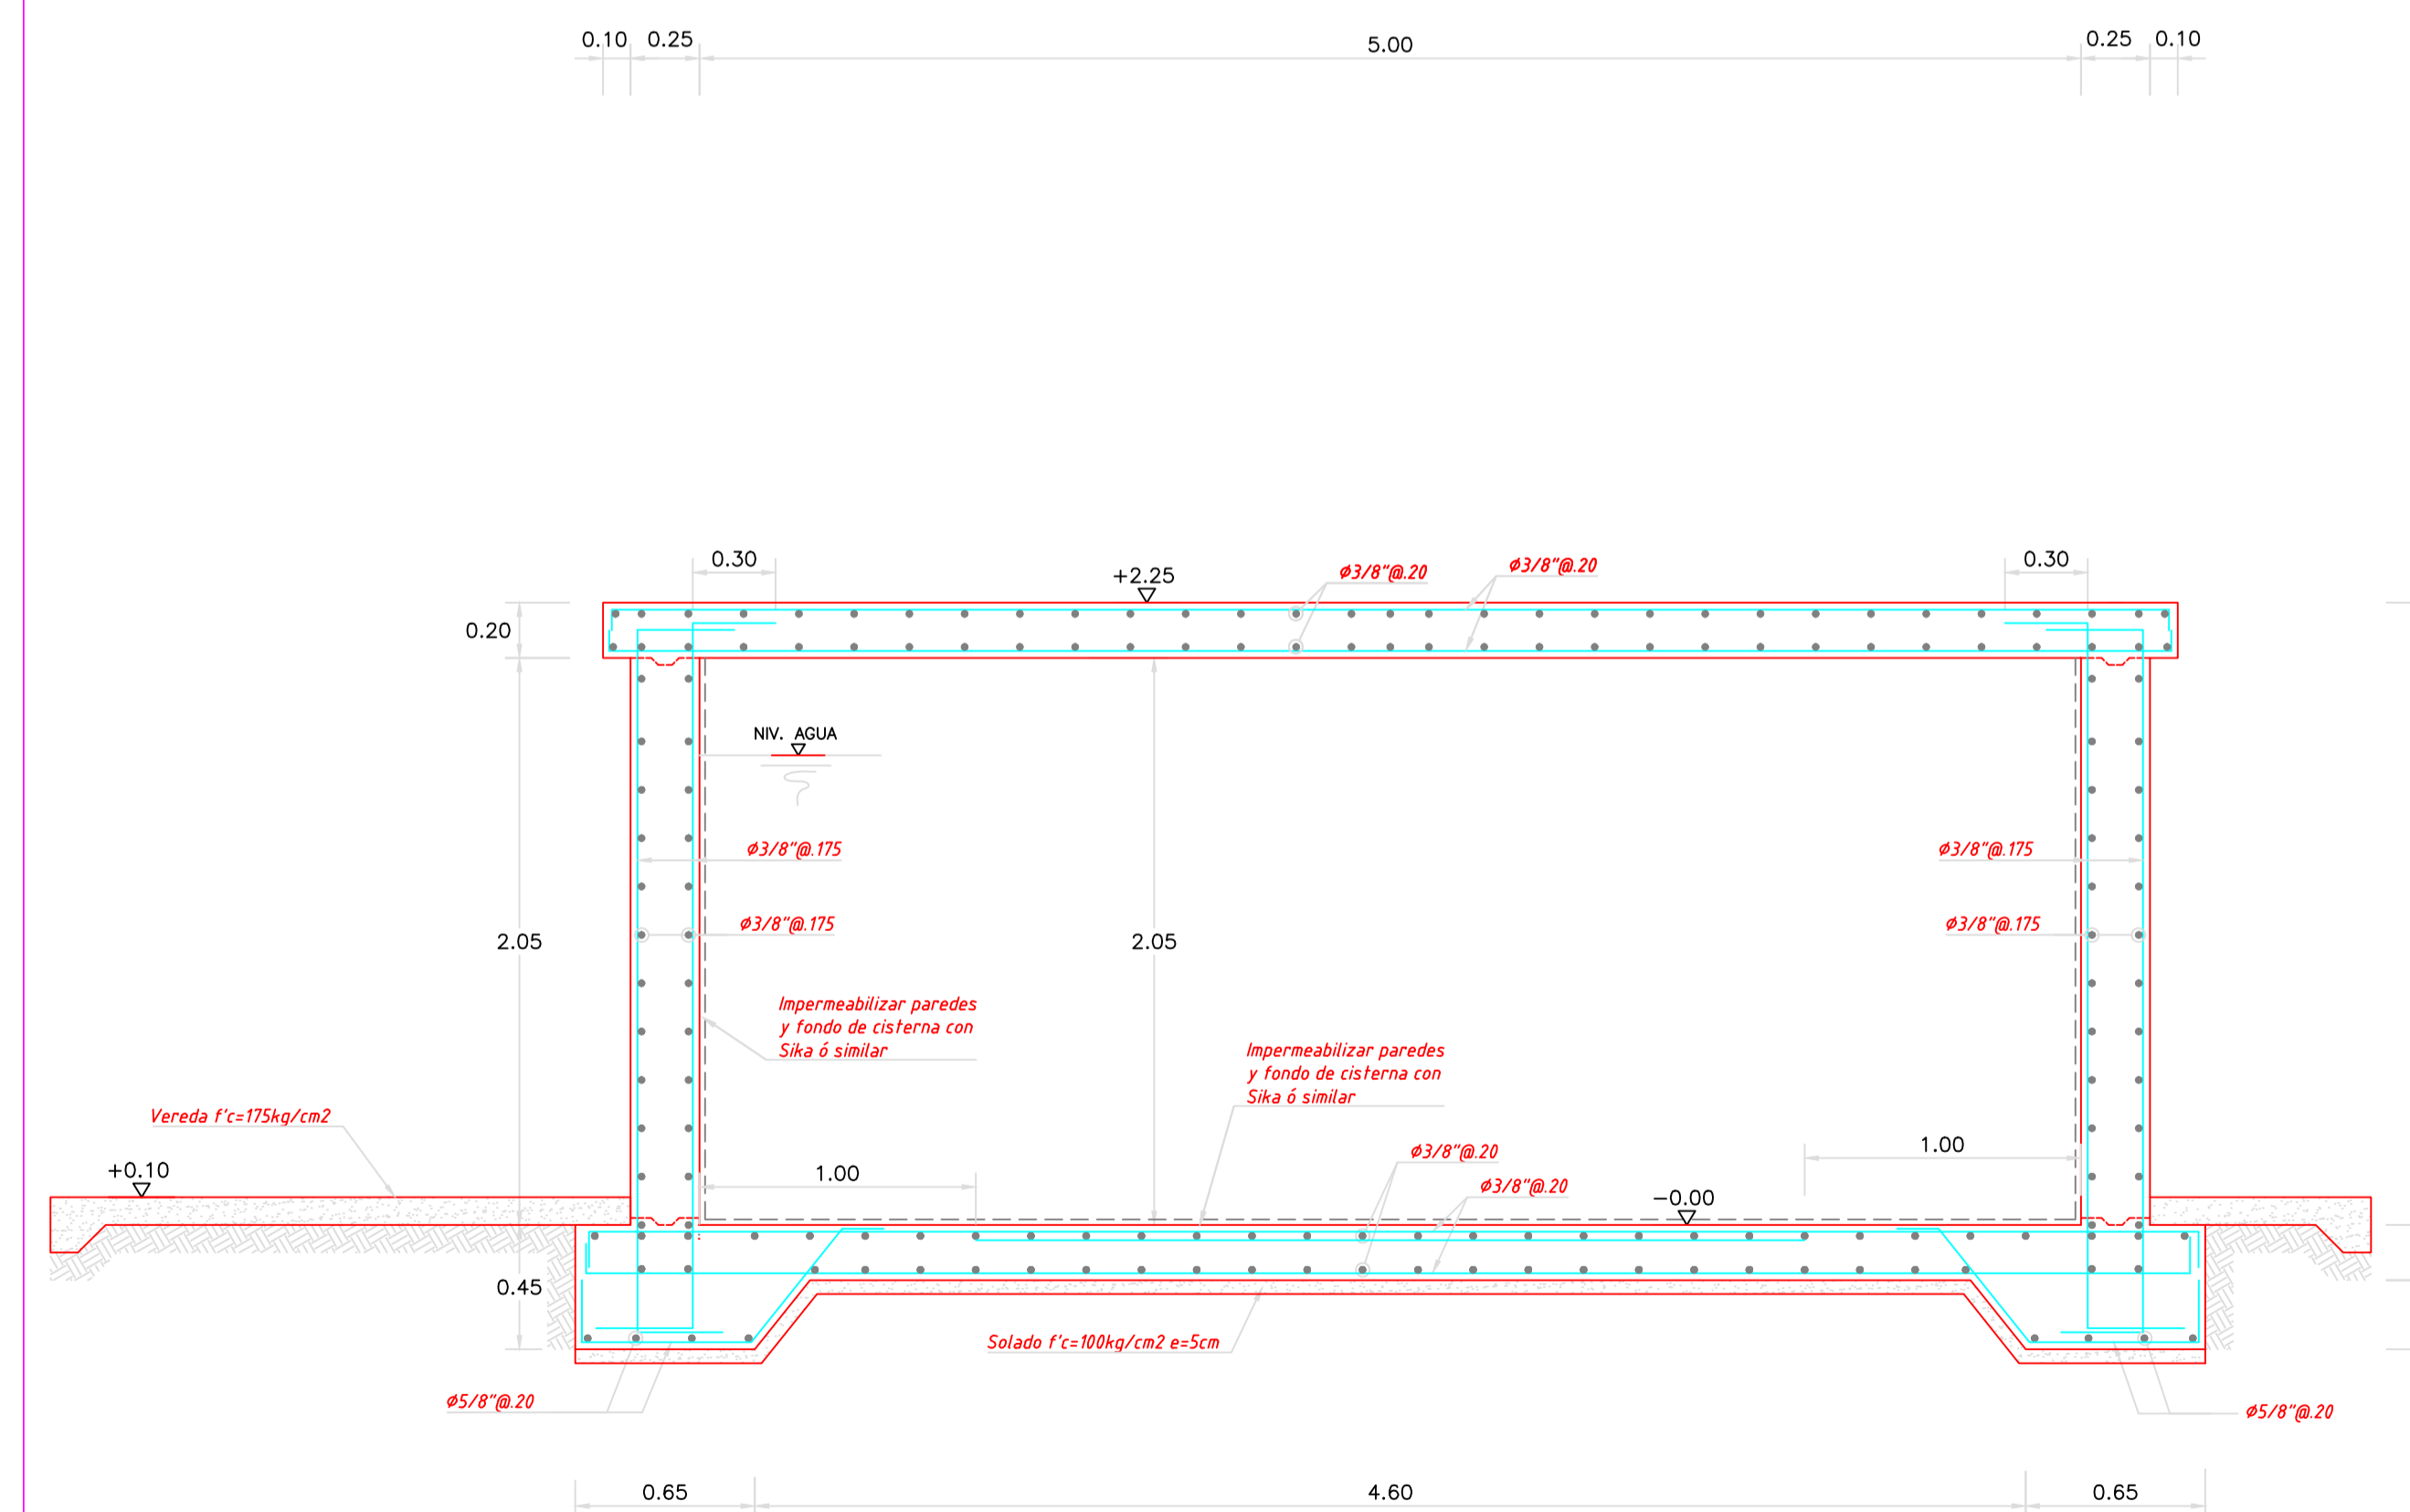 0.10 0.25 5.00 0.25 0.10
0.30 +2.25 Ø3/8"@.20 Ø3/8"@.20 0.30
0.20
NIV. AGUA
Ø3/8"@.175 Ø3/8"@.175
Ø3/8"@.175 Ø3/8"@.175
2.05 2.05
Impermeabilizar paredes
y fondo de cisterna con
Sika ó similar
Impermeabilizar paredes
y fondo de cisterna con
Sika ó similar
Vereda f'c=175kg/cm2
+0.10
1.00
Ø3/8"@.20
1.00
Ø3/8"@.20
-0.00
0.45
Solado f'c=100kg/cm2 e=5cm
Ø5/8"@.20 Ø5/8"@.20
0.65 4.60 0.65